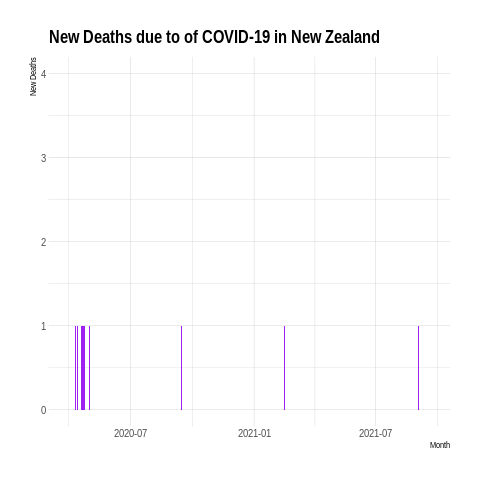 New Deaths due to of COVID-19 in New Zealand
New Deaths
4
3
2
1
0
2020-07
2021-01
2021-07
Month